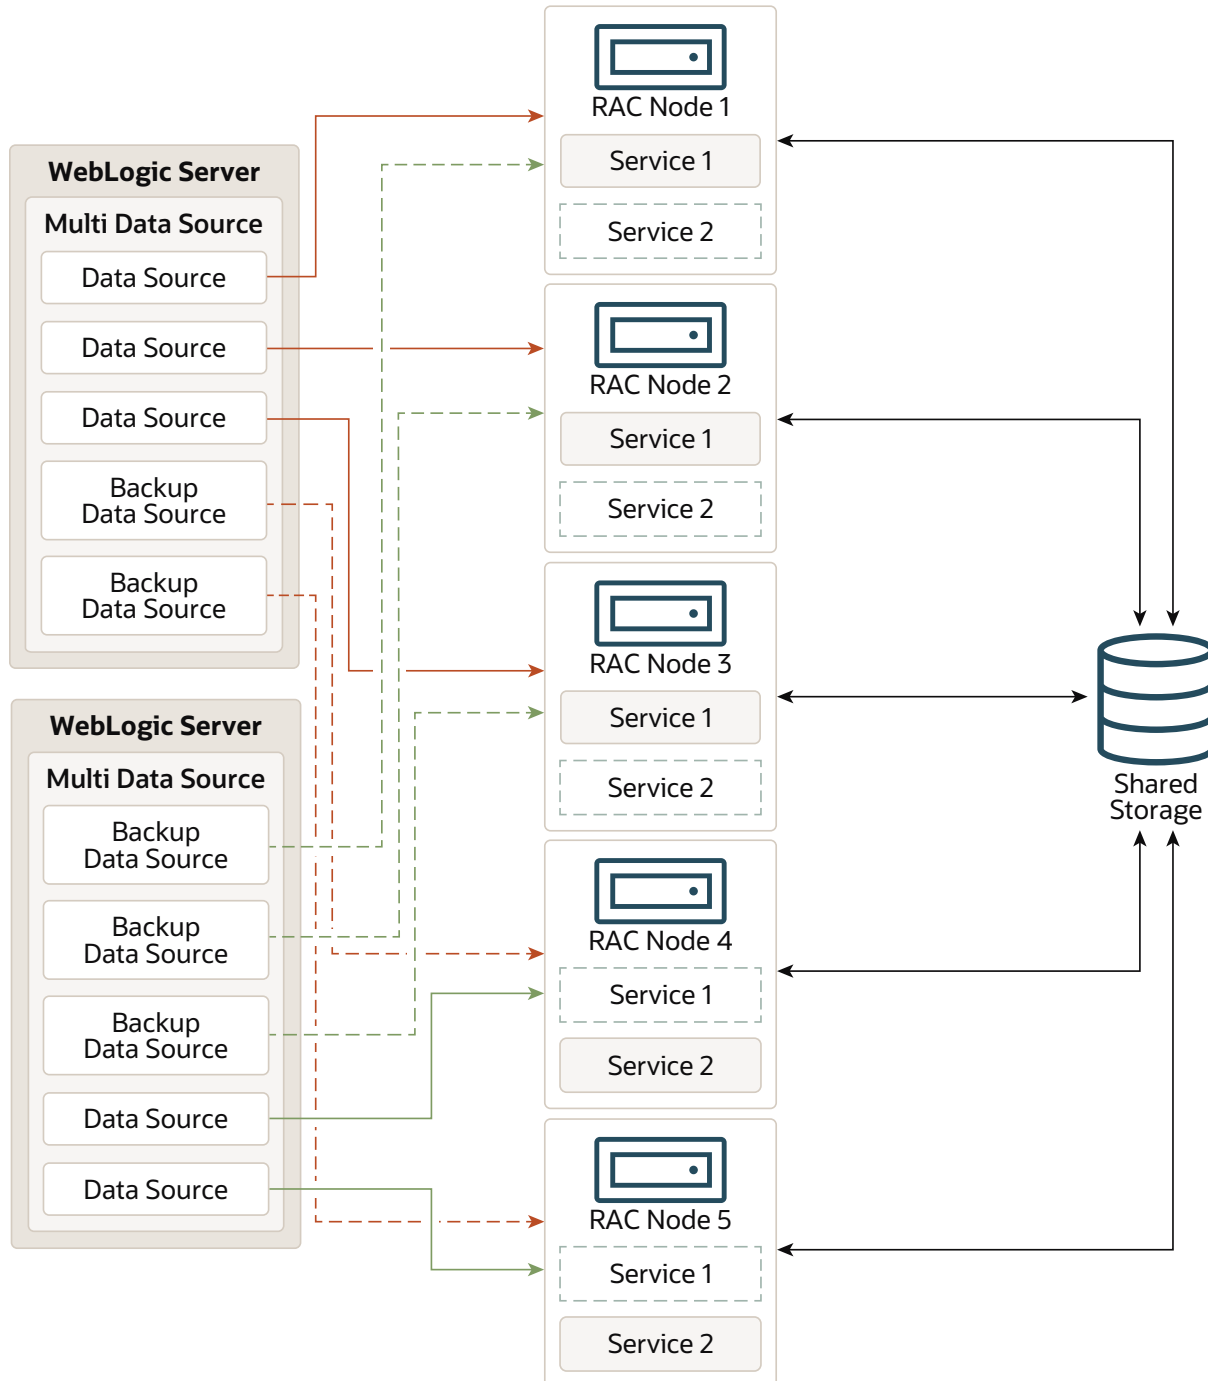 WebLogic Server
Multi Data Source
Data Source
Data Source
Data Source
Backup
Data Source
Backup
Data Source
WebLogic Server
Multi Data Source
Backup
Data Source
Backup
Data Source
Backup
Data Source
Data Source
Data Source
RAC Node 1
Service 1
Service 2
RAC Node 2
Service 1
Service 2
RAC Node 3
Service 1
Service 2
RAC Node 4
Service 1
Service 2
RAC Node 5
Service 1
Service 2
Shared
Storage